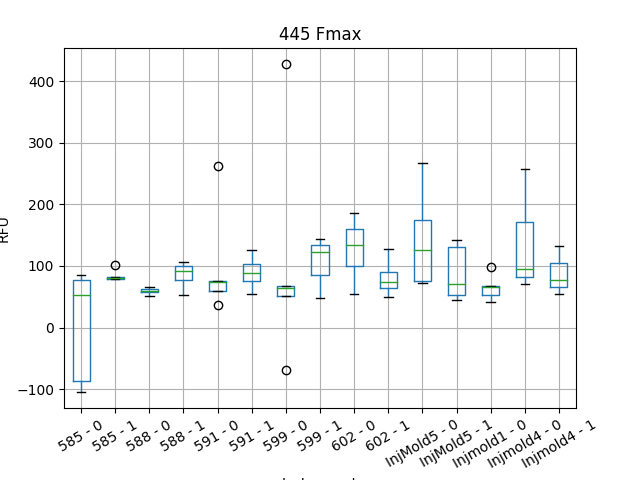 445 Fmax
400
300
200
100
0
−100
RFU
585 - 0
585 - 1
588 - 0
588 - 1
591 - 0
591 - 1
599 - 0
599 - 1
602 - 0
602 - 1
InjMold5 - 0
InjMold5 - 1
Injmold1 - 0
Injmold4 - 0
Injmold4 - 1